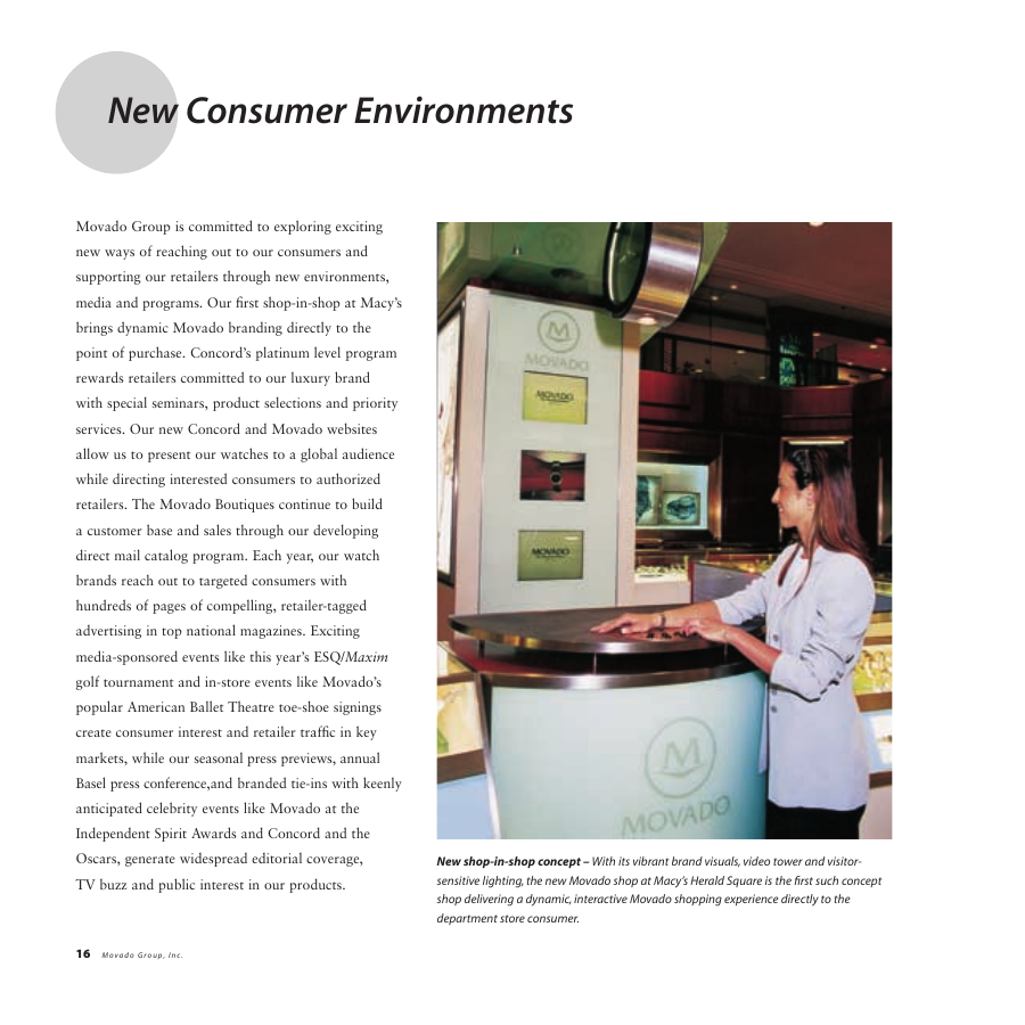 New Consumer Environments
Movado Group is committed to exploring exciting
new ways of reaching out to our consumers and
supporting our retailers through new environments,
media and programs. Our first shop-in-shop at Macy's
brings dynamic Movado branding directly to the
point of purchase. Concord's platinum level program
rewards retailers committed to our luxury brand
with special seminars, product selections and priority
services. Our new Concord and Movado websites
allow us to present our watches to a global audience
while directing interested consumers to authorized
retailers. The Movado Boutiques continue to build
a customer base and sales through our developing
direct mail catalog program. Each year, our watch
brands reach out to targeted consumers with
hundreds of pages of compelling, retailer-tagged
advertising in top national magazines. Exciting
media-sponsored events like this year's ESQ/Maxim
golf tournament and in-store events like Movado's
popular American Ballet Theatre toe-shoe signings
create consumer interest and retailer traffic in key
markets, while our seasonal press previews, annual
Basel press conference,and branded tie-ins with keenly
anticipated celebrity events like Movado at the
Independent Spirit Awards and Concord and the
Oscars, generate widespread editorial coverage,
TV buzz and public interest in our products.
M
MOVADO
MOVADO
MOVADO
M
MOVADO
New shop-in-shop concept – With its vibrant brand visuals, video tower and visitor-
sensitive lighting, the new Movado shop at Macy's Herald Square is the first such concept
shop delivering a dynamic, interactive Movado shopping experience directly to the
department store consumer.
16 Movado Group, Inc.